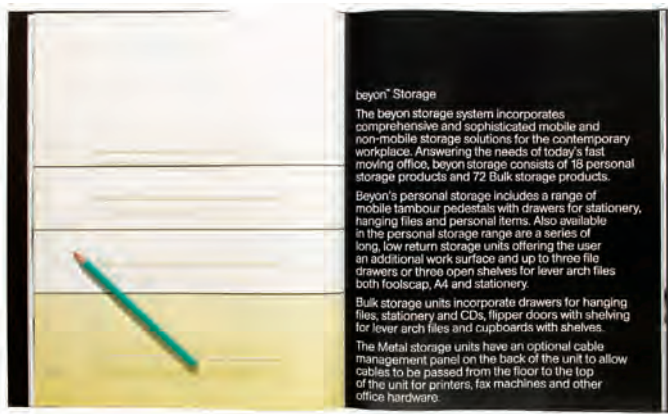 beyon™ Storage
The beyon storage system incorporates
comprehensive and sophisticated mobile and
non-mobile storage solutions for the contemporary
workplace. Answering the needs of today's fast
moving office, beyon storage consists of 18 personal
storage products and 72 Bulk storage products.
Beyon's personal storage includes a range of
mobile tambour pedestals with drawers for stationery,
hanging files and personal items. Also available
in the personal storage range are a series of
long, low return storage units offering the user
an additional work surface and up to three file
drawers or three open shelves for lever arch files
both foolscap, A4 and stationery.
Bulk storage units incorporate drawers for hanging
files, stationery and CDs, flipper doors with shelving
for lever arch files and cupboards with shelves.
The Metal storage units have an optional cable
management panel on the back of the unit to allow
cables to be passed from the floor to the top
of the unit for printers, fax machines and other
office hardware.